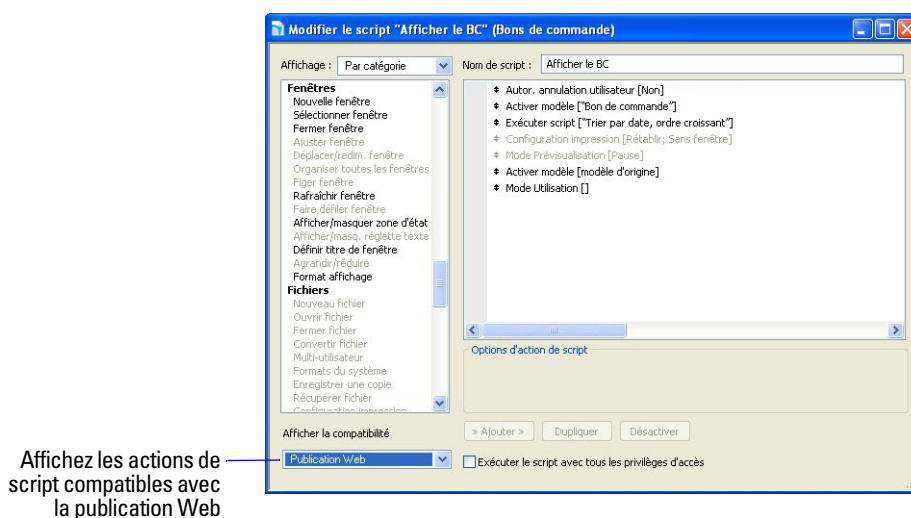 Modifier le script "Afficher le BC" (Bons de commande)
Affichage : Par catégorie
Nom de script : Afficher le BC
Fenêtres
Nouvelle fenêtre
Sélectionner fenêtre
Fermer fenêtre
Ajuster fenêtre
Déplacer/redim. fenêtre
Organiser toutes les fenêtres
Figer fenêtre
Rafraîchir fenêtre
Faire défiler fenêtre
Afficher/masquer zone d'état
Afficher/masq. réglette texte
Définir titre de fenêtre
Agrandir/réduire
Format affichage
Fichiers
Nouveau fichier
Ouvrir fichier
Fermer fichier
Convertir fichier
Multi-utilisateur
Formats du système
Enregistrer une copie
Récupérer fichier
Configuration impression
Autor. annulation utilisateur [Non]
Activer modèle ["Bon de commande"]
Exécuter script ["Trier par date, ordre croissant"]
Configuration impression [Rétablir; Sans fenêtre]
Mode Prévisualisation [Pause]
Activer modèle [modèle d'origine]
Mode Utilisation []
Options d'action de script
» Ajouter »
Dupliquer
Désactiver
Afficher la compatibilité
Publication Web
Exécuter le script avec tous les privilèges d'accès
Affichez les actions de
script compatibles avec
la publication Web